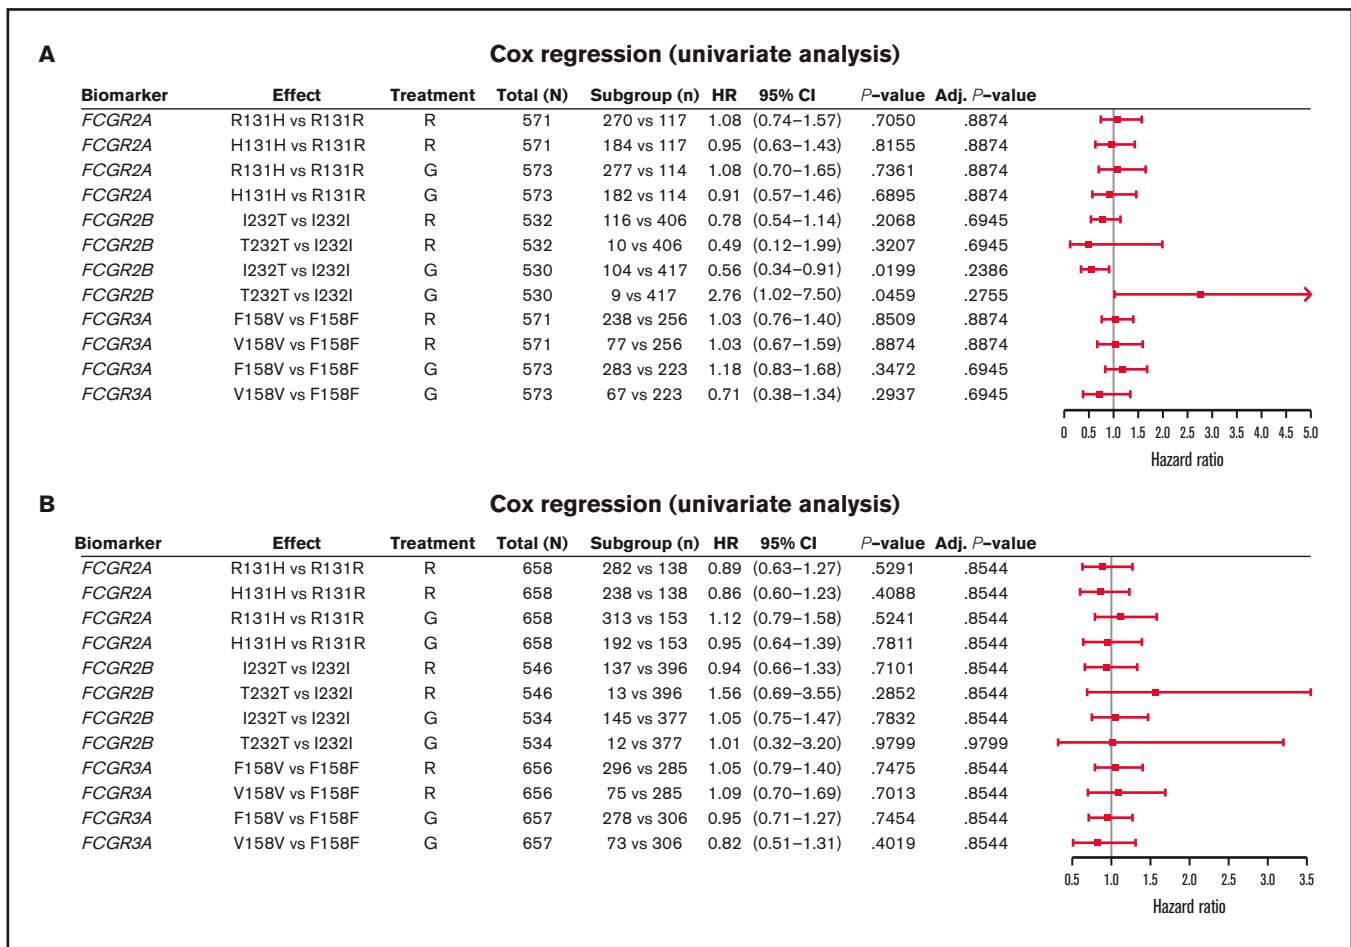 A
Cox regression (univariate analysis)
Biomarker Effect Treatment Total (N) Subgroup (n) HR 95% CI P–value Adj. P–value
FCGR2A R131H vs R131R R 571 270 vs 117 1.08 (0.74–1.57) .7050 .8874
FCGR2A H131H vs R131R R 571 184 vs 117 0.95 (0.63–1.43) .8155 .8874
FCGR2A R131H vs R131R G 573 277 vs 114 1.08 (0.70–1.65) .7361 .8874
FCGR2A H131H vs R131R G 573 182 vs 114 0.91 (0.57–1.46) .6895 .8874
FCGR2B I232T vs I232I R 532 116 vs 406 0.78 (0.54–1.14) .2068 .6945
FCGR2B T232T vs I232I R 532 10 vs 406 0.49 (0.12–1.99) .3207 .6945
FCGR2B I232T vs I232I G 530 104 vs 417 0.56 (0.34–0.91) .0199 .2386
FCGR2B T232T vs I232I G 530 9 vs 417 2.76 (1.02–7.50) .0459 .2755
FCGR3A F158V vs F158F R 571 238 vs 256 1.03 (0.76–1.40) .8509 .8874
FCGR3A V158V vs F158F R 571 77 vs 256 1.03 (0.67–1.59) .8874 .8874
FCGR3A F158V vs F158F G 573 283 vs 223 1.18 (0.83–1.68) .3472 .6945
FCGR3A V158V vs F158F G 573 67 vs 223 0.71 (0.38–1.34) .2937 .6945
0 0.5 1.0 1.5 2.0 2.5 3.0 3.5 4.0 4.5 5.0
Hazard ratio
B
Cox regression (univariate analysis)
Biomarker Effect Treatment Total (N) Subgroup (n) HR 95% CI P–value Adj. P–value
FCGR2A R131H vs R131R R 658 282 vs 138 0.89 (0.63–1.27) .5291 .8544
FCGR2A H131H vs R131R R 658 238 vs 138 0.86 (0.60–1.23) .4088 .8544
FCGR2A R131H vs R131R G 658 313 vs 153 1.12 (0.79–1.58) .5241 .8544
FCGR2A H131H vs R131R G 658 192 vs 153 0.95 (0.64–1.39) .7811 .8544
FCGR2B I232T vs I232I R 546 137 vs 396 0.94 (0.66–1.33) .7101 .8544
FCGR2B T232T vs I232I R 546 13 vs 396 1.56 (0.69–3.55) .2852 .8544
FCGR2B I232T vs I232I G 534 145 vs 377 1.05 (0.75–1.47) .7832 .8544
FCGR2B T232T vs I232I G 534 12 vs 377 1.01 (0.32–3.20) .9799 .9799
FCGR3A F158V vs F158F R 656 296 vs 285 1.05 (0.79–1.40) .7475 .8544
FCGR3A V158V vs F158F R 656 75 vs 285 1.09 (0.70–1.69) .7013 .8544
FCGR3A F158V vs F158F G 657 278 vs 306 0.95 (0.71–1.27) .7454 .8544
FCGR3A V158V vs F158F G 657 73 vs 306 0.82 (0.51–1.31) .4019 .8544
0.5 1.0 1.5 2.0 2.5 3.0 3.5
Hazard ratio